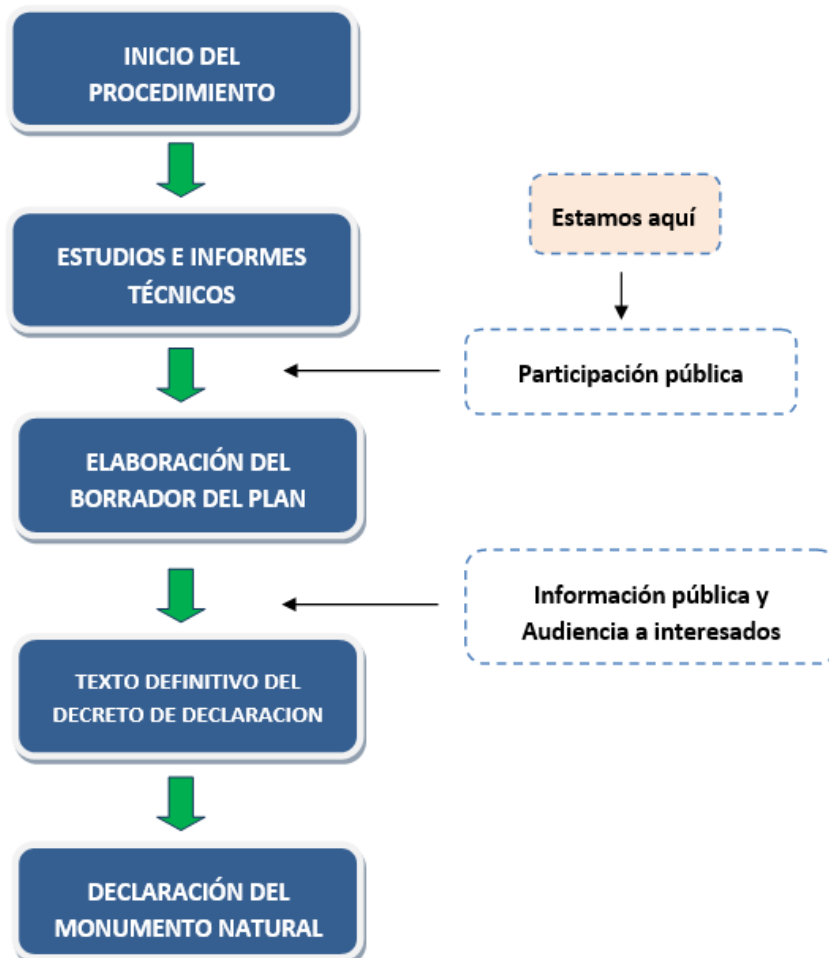 INICIO DEL
PROCEDIMIENTO
ESTUDIOS E INFORMES
TÉCNICOS
Estamos aquí
Participación pública
ELABORACIÓN DEL
BORRADOR DEL PLAN
Información pública y
Audiencia a interesados
TEXTO DEFINITIVO DEL
DECRETO DE DECLARACION
DECLARACIÓN DEL
MONUMENTO NATURAL